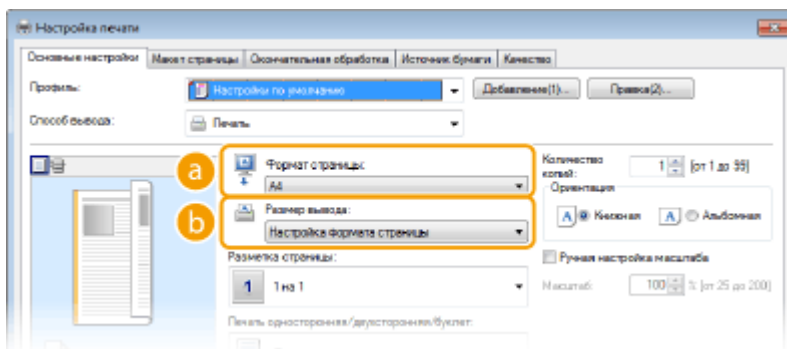 Настройка печати
Основные настройки Макет страницы Окончательная обработка Источник бумаги Качество
Профиль: Настройки по умолчанию Добавление(1)... Правка(2)...
Способ вывода: Печать
a Формат страницы: Количество копий: 1 [от 1 до 99]
A4
Ориентация
b Размер вывода: A Книжная A Альбомная
Настройка формата страницы
Разметка страницы: Ручная настройка масштаба
1 1 на 1 Масштаб: 100 % [от 25 до 200]
Печать односторонняя/двухсторонняя/буклет: